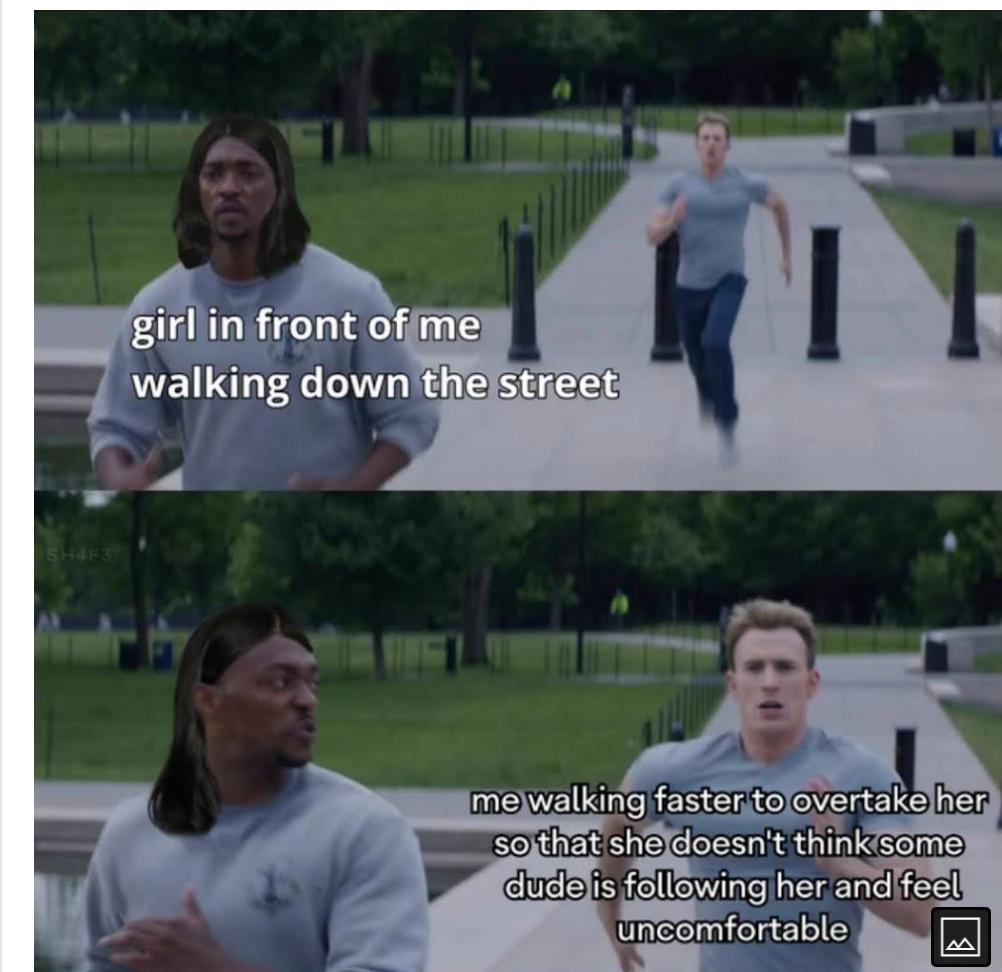 girl in front of me
walking down the street
SH4F3
me walking faster to overtake her
so that she doesn't think some
dude is following her and feel
uncomfortable